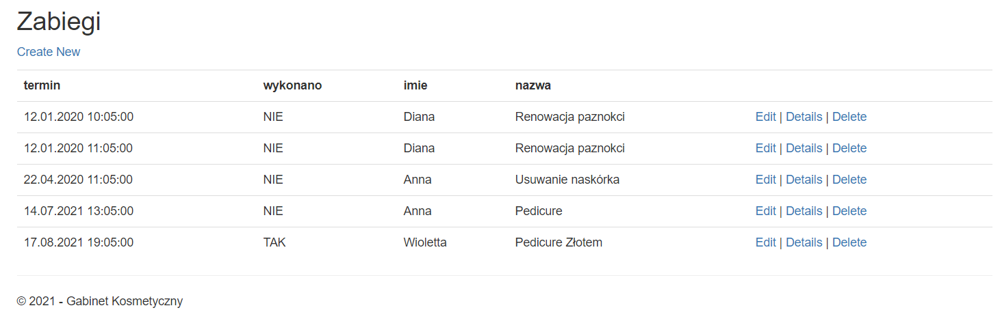 Zabiegi
Create New
termin wykonano imie nazwa
12.01.2020 10:05:00 NIE Diana Renowacja paznokci Edit | Details | Delete
12.01.2020 11:05:00 NIE Diana Renowacja paznokci Edit | Details | Delete
22.04.2020 11:05:00 NIE Anna Usuwanie naskórka Edit | Details | Delete
14.07.2021 13:05:00 NIE Anna Pedicure Edit | Details | Delete
17.08.2021 19:05:00 TAK Wioletta Pedicure Złotem Edit | Details | Delete
© 2021 - Gabinet Kosmetyczny